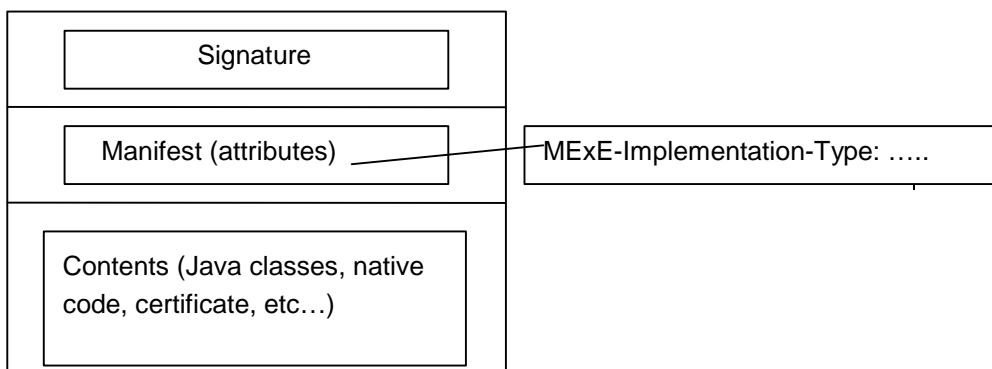 Signature
Manifest (attributes)
MExE-Implementation-Type: …..
Contents (Java classes, native
code, certificate, etc…)